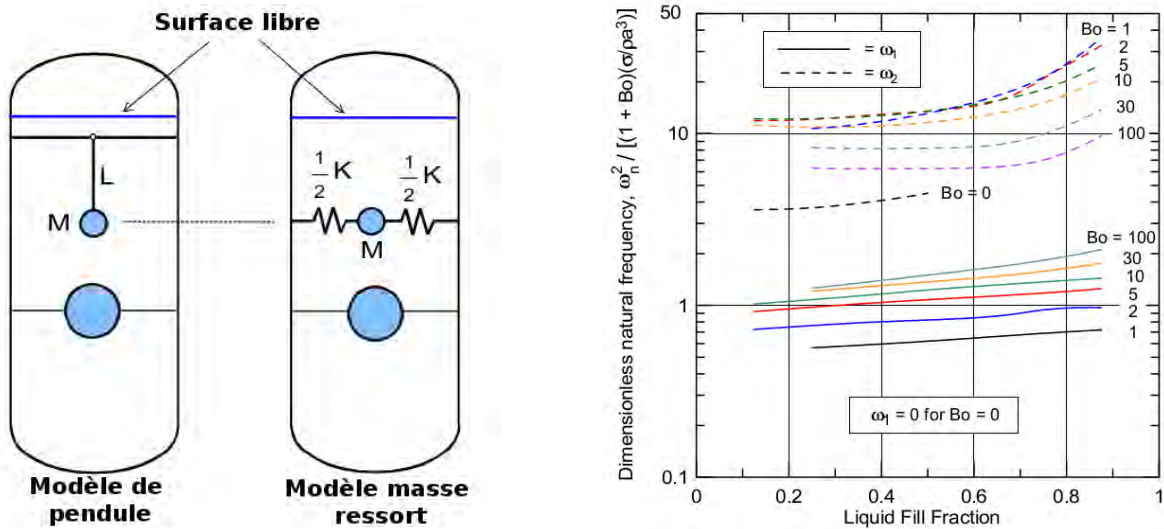 Surface libre
L
M
1/2 K
1/2 K
M
Modèle de
pendule
Modèle masse
ressort
Dimensionless natural frequency, ωn² / [(1 + Bo)(σ/ρa³)]
50
10
1
0.1
= ω₁
= ω₂
Bo = 1
2
5
10
30
100
Bo = 0
Bo = 100
30
10
5
2
1
ω₁ = 0 for Bo = 0
0
0.2
0.4
0.6
0.8
1
Liquid Fill Fraction